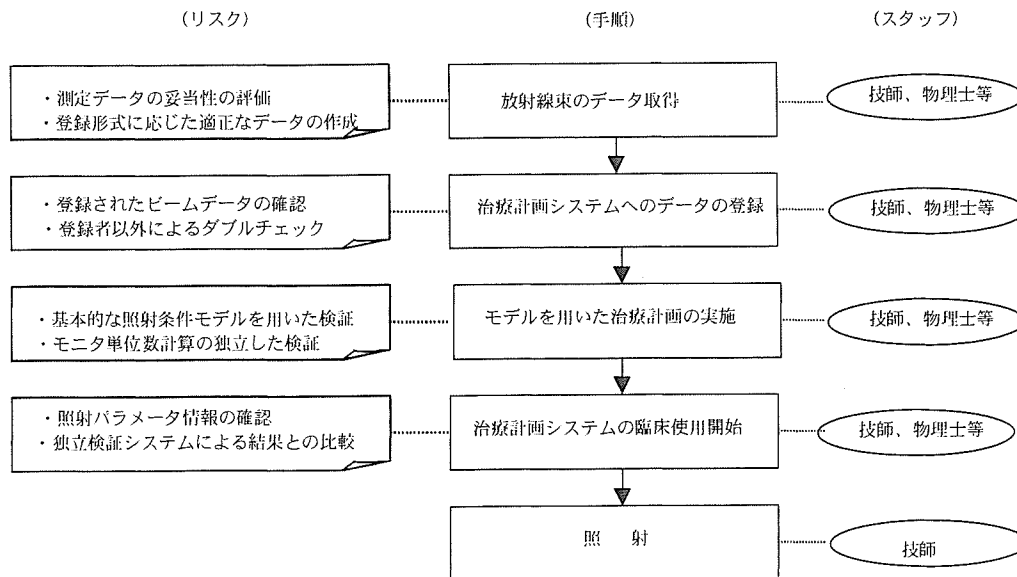 (リスク) (手順) (スタッフ)
・測定データの妥当性の評価
・登録形式に応じた適正なデータの作成
放射線束のデータ取得
技師、物理士等
・登録されたビームデータの確認
・登録者以外によるダブルチェック
治療計画システムへのデータの登録
技師、物理士等
・基本的な照射条件モデルを用いた検証
・モニタ単位数計算の独立した検証
モデルを用いた治療計画の実施
技師、物理士等
・照射パラメータ情報の確認
・独立検証システムによる結果との比較
治療計画システムの臨床使用開始
技師、物理士等
照 射
技師